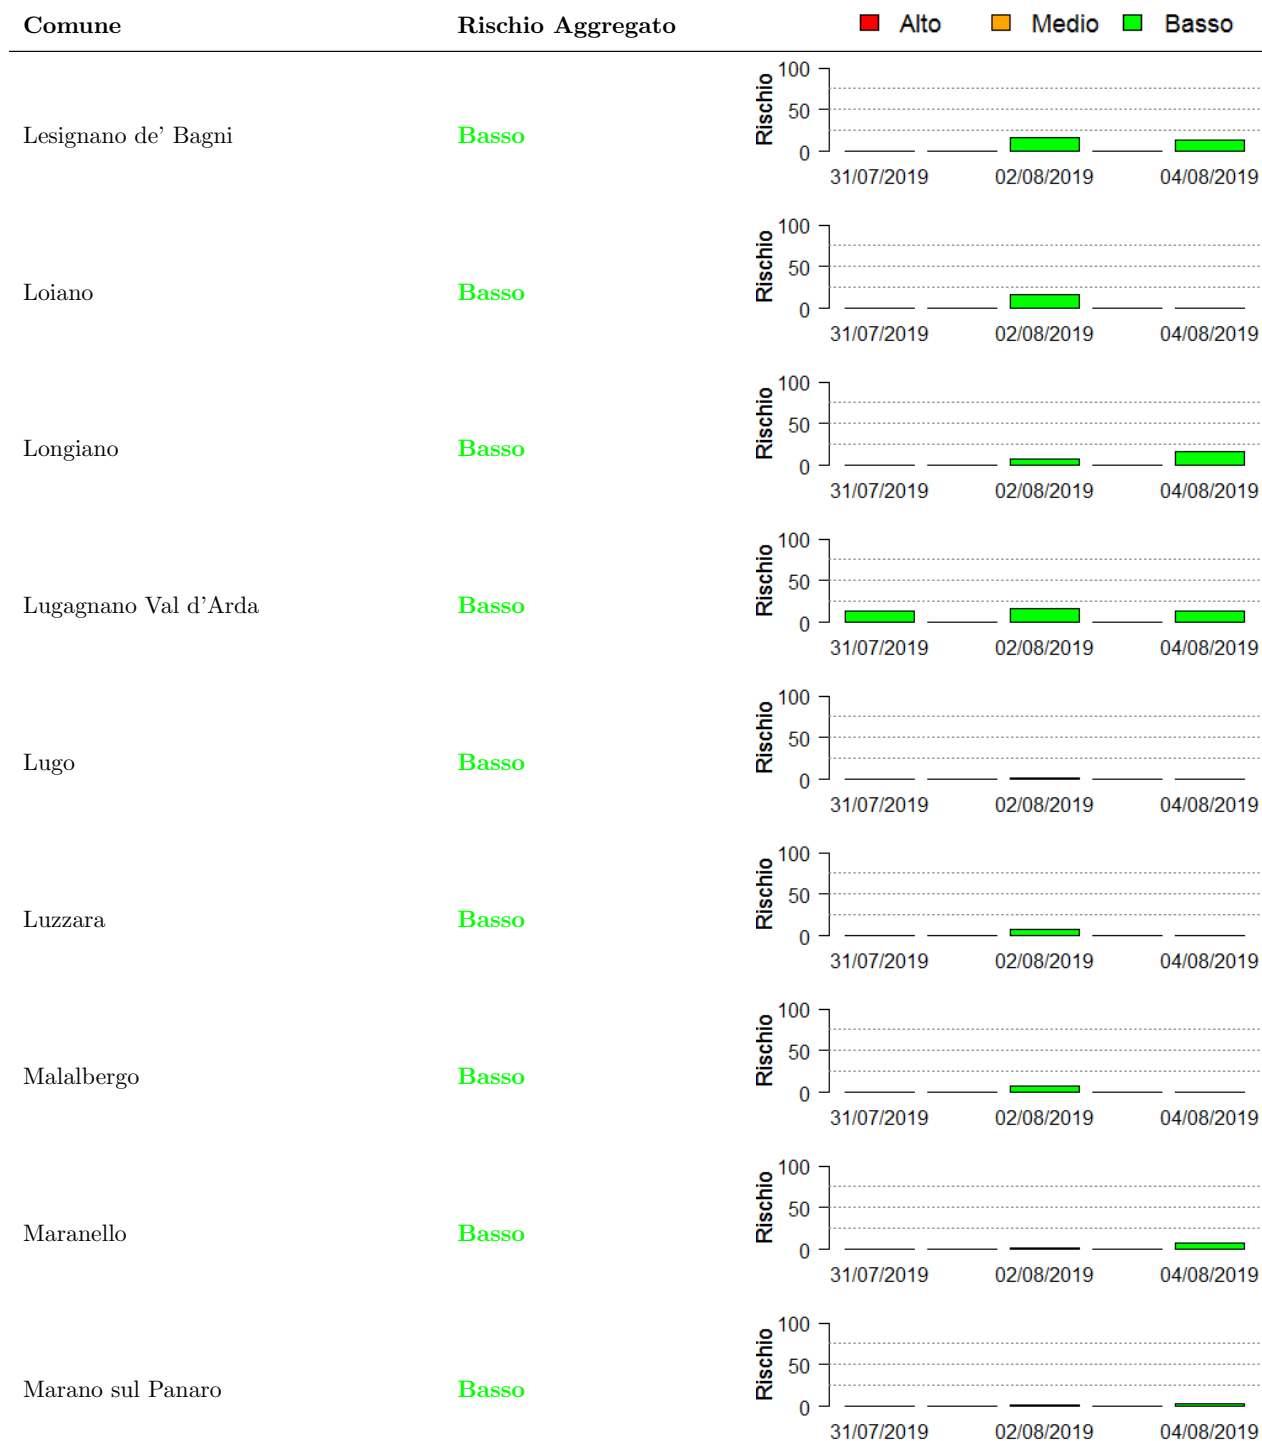 Comune Rischio Aggregato Alto Medio Basso
Lesignano de' Bagni Basso Rischio 100 50 0
31/07/2019 02/08/2019 04/08/2019
Loiano Basso Rischio 100 50 0
31/07/2019 02/08/2019 04/08/2019
Longiano Basso Rischio 100 50 0
31/07/2019 02/08/2019 04/08/2019
Lugagnano Val d'Arda Basso Rischio 100 50 0
31/07/2019 02/08/2019 04/08/2019
Lugo Basso Rischio 100 50 0
31/07/2019 02/08/2019 04/08/2019
Luzzara Basso Rischio 100 50 0
31/07/2019 02/08/2019 04/08/2019
Malalbergo Basso Rischio 100 50 0
31/07/2019 02/08/2019 04/08/2019
Maranello Basso Rischio 100 50 0
31/07/2019 02/08/2019 04/08/2019
Marano sul Panaro Basso Rischio 100 50 0
31/07/2019 02/08/2019 04/08/2019